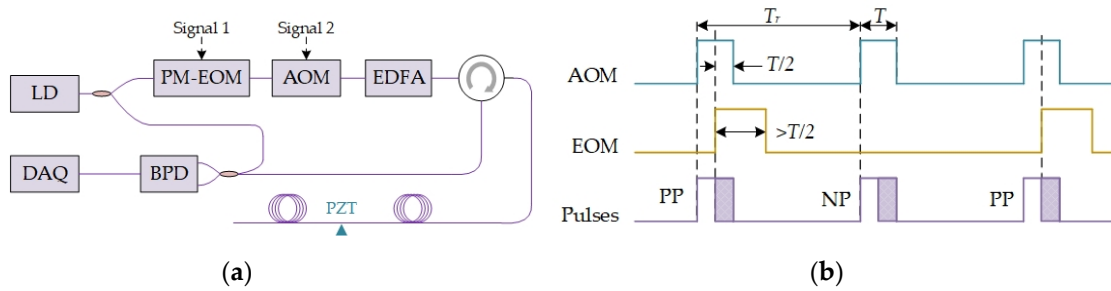 Signal 1
Signal 2
PM-EOM
AOM
EDFA
LD
DAQ
BPD
PZT
(a)
Tᵣ
T
AOM
T/2
EOM
>T/2
PP
NP
PP
Pulses
(b)